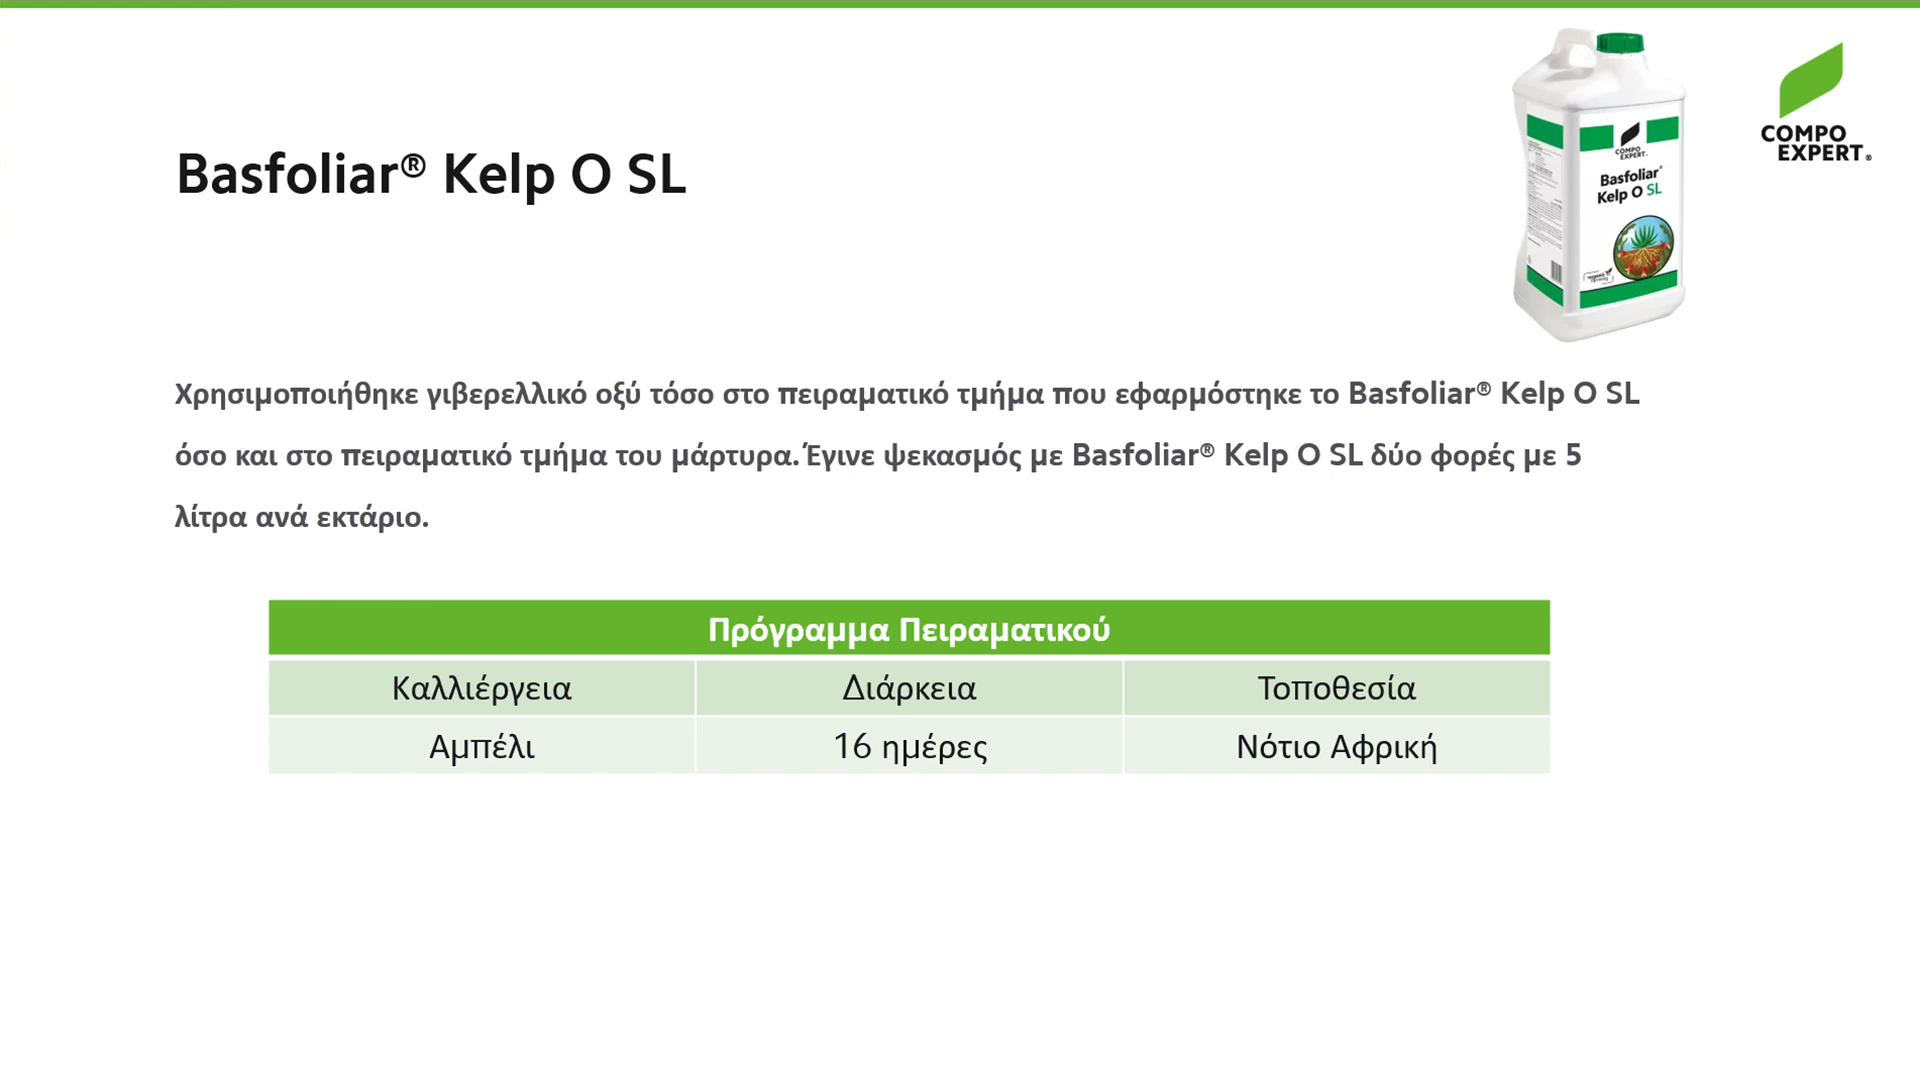 COMPO
EXPERT®
COMPO
EXPERT
Basfoliar®
Kelp O SL
Basfoliar® Kelp O SL
Χρησιμοποιήθηκε γιβερελλικό οξύ τόσο στο πειραματικό τμήμα που εφαρμόστηκε το Basfoliar® Kelp O SL
όσο και στο πειραματικό τμήμα του μάρτυρα. Έγινε ψεκασμός με Basfoliar® Kelp O SL δύο φορές με 5
λίτρα ανά εκτάριο.
Πρόγραμμα Πειραματικού
Καλλιέργεια Διάρκεια Τοποθεσία
Αμπέλι 16 ημέρες Νότιο Αφρική